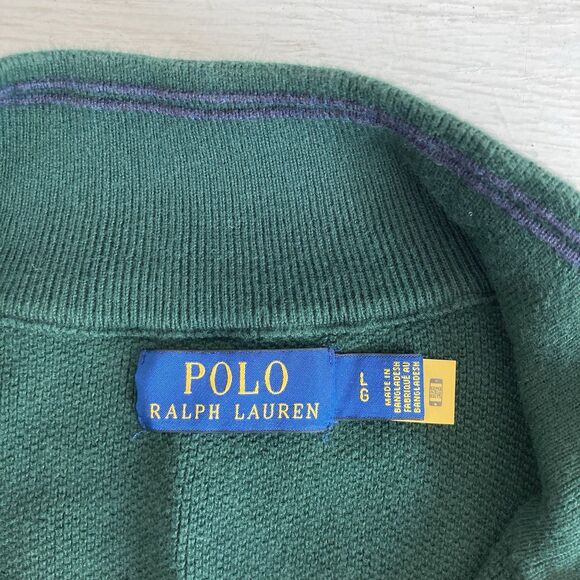 POLO
RALPH LAUREN
L
G
MADE IN
BANGLADESH
FABRIQUÉ AU
BANGLADESH